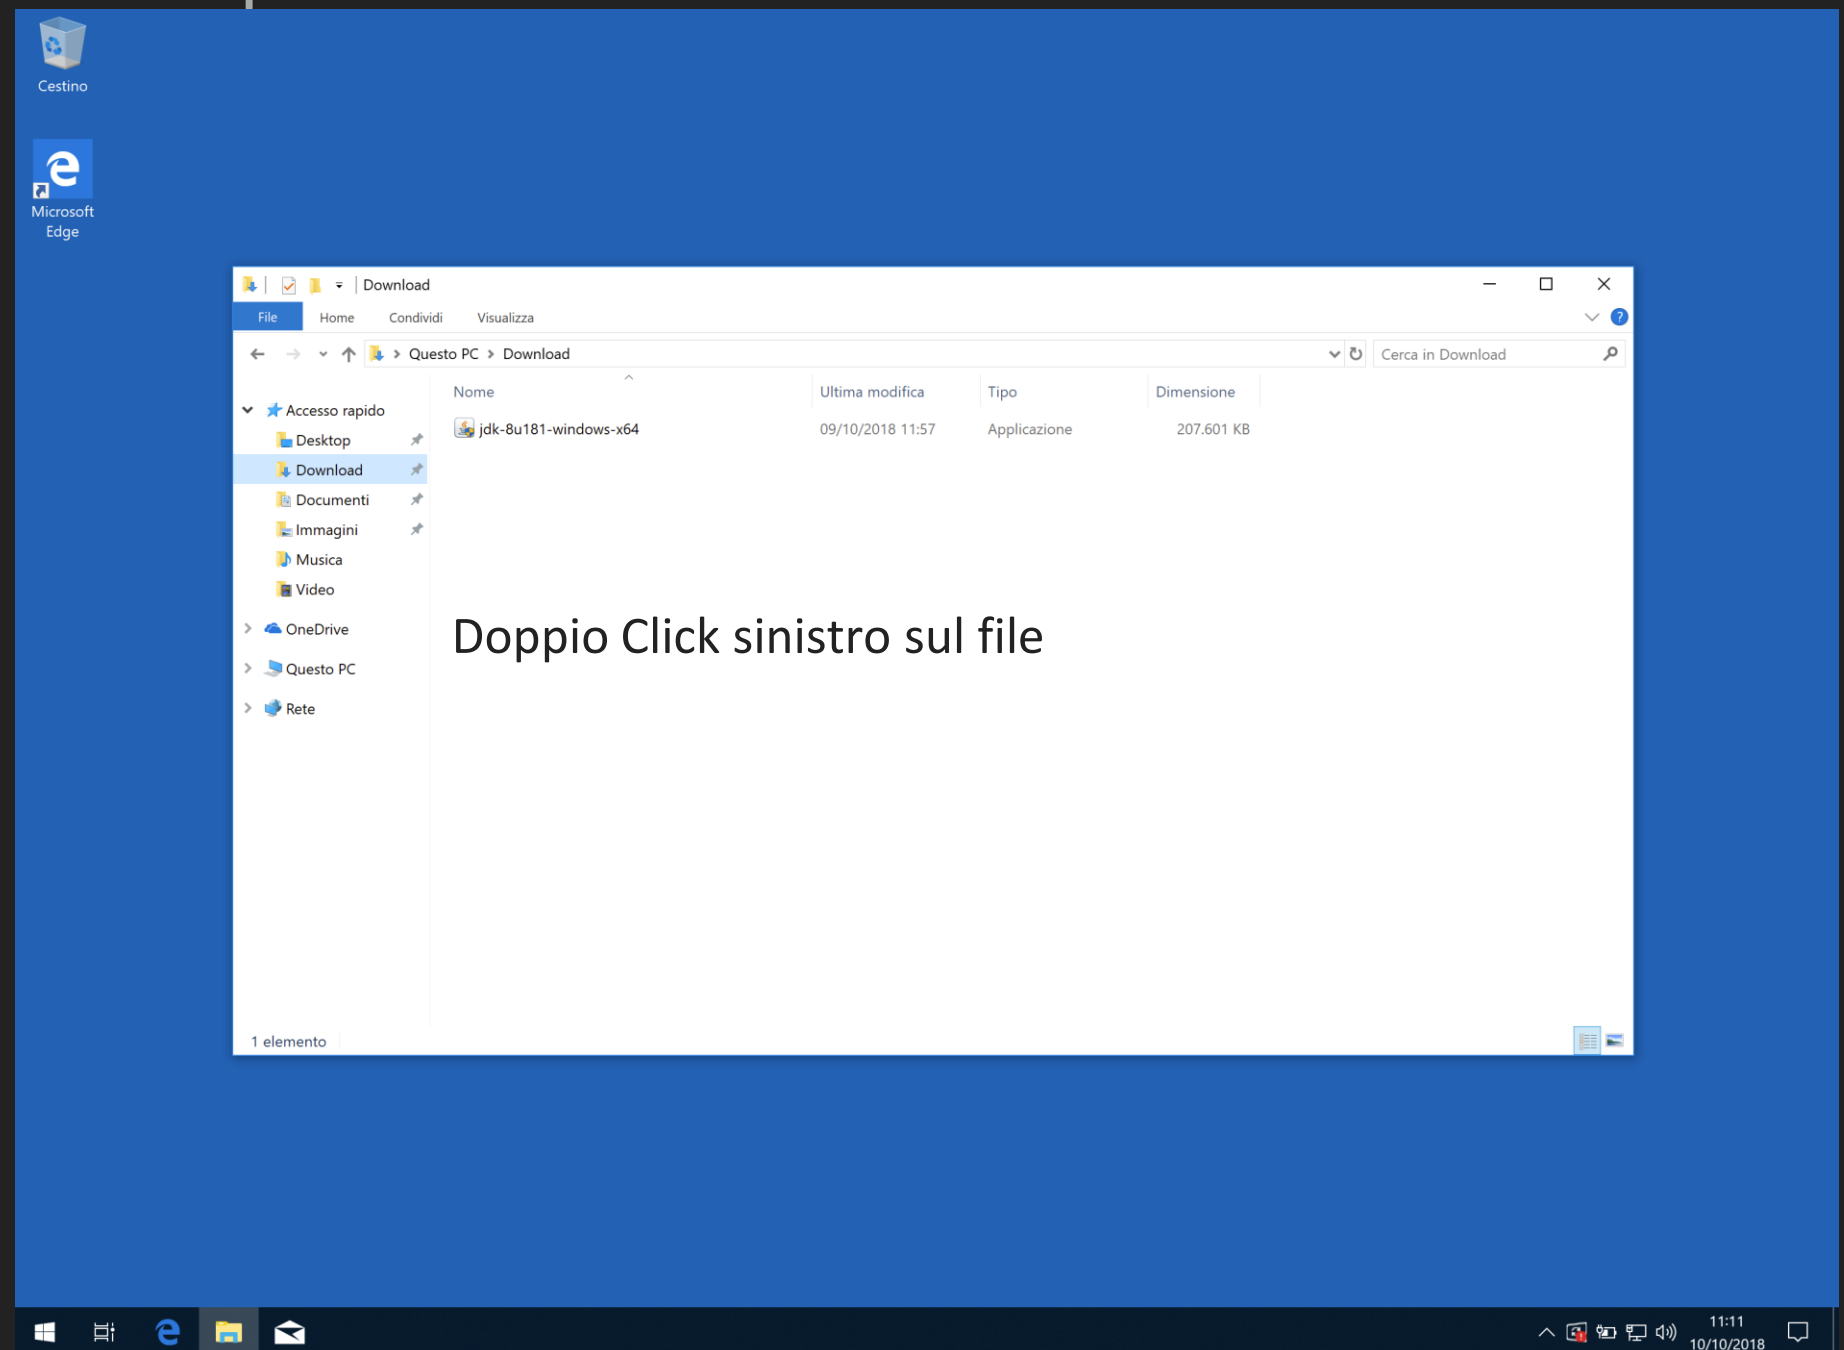 Cestino
Microsoft
Edge
Download
File Home Condividi Visualizza
Questo PC > Download
Cerca in Download
Nome Ultima modifica Tipo Dimensione
jdk-8u181-windows-x64 09/10/2018 11:57 Applicazione 207.601 KB
Accesso rapido
Desktop
Download
Documenti
Immagini
Musica
Video
OneDrive
Questo PC
Rete
Doppio Click sinistro sul file
1 elemento
11:11
10/10/2018